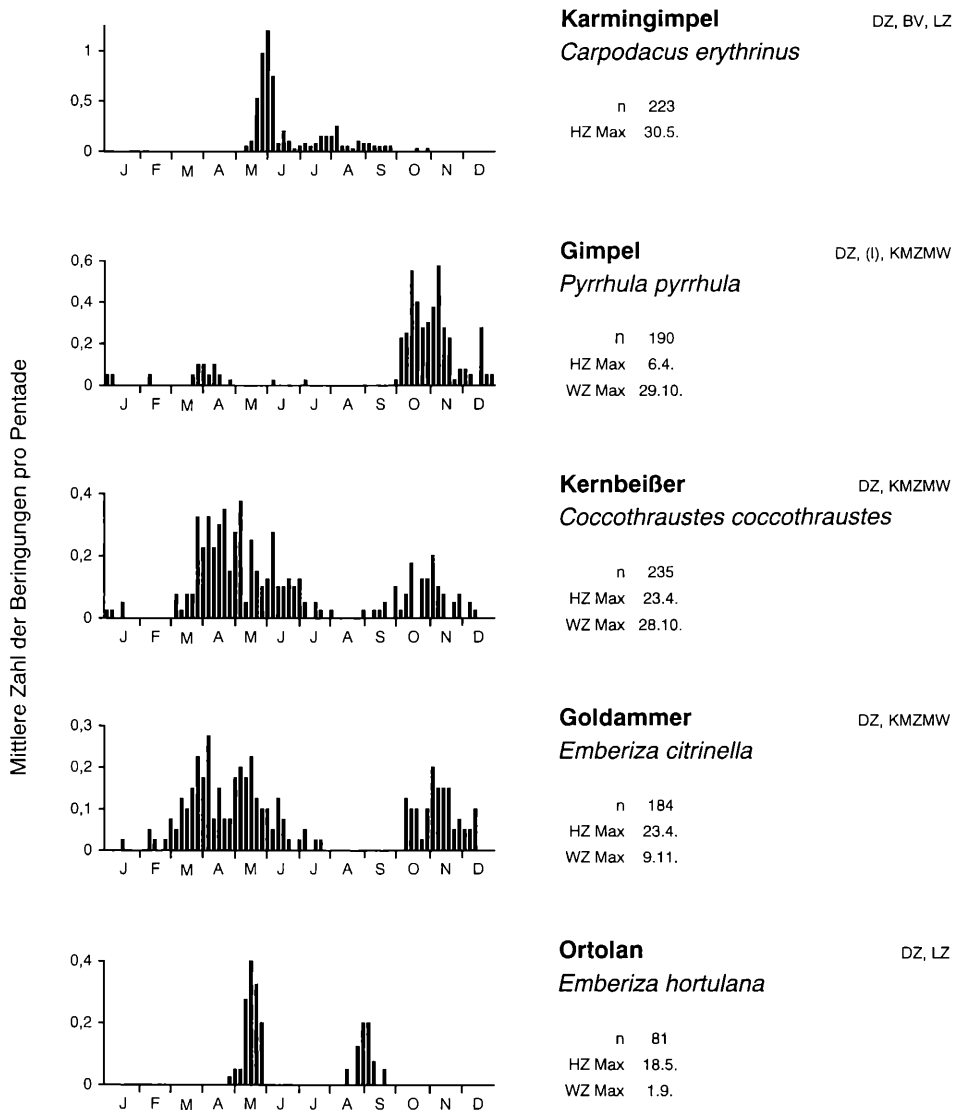 Mittlere Zahl der Beringungen pro Pentade
Karmingimpel DZ, BV, LZ
Carpodacus erythrinus
n 223
HZ Max 30.5.
1
0,5
0
J F M A M J J A S O N D
Gimpel DZ, (I), KMZMW
Pyrrhula pyrrhula
n 190
HZ Max 6.4.
WZ Max 29.10.
0,6
0,4
0,2
0
J F M A M J J A S O N D
Kernbeißer DZ, KMZMW
Coccothraustes coccothraustes
n 235
HZ Max 23.4.
WZ Max 28.10.
0,4
0,2
0
J F M A M J J A S O N D
Goldammer DZ, KMZMW
Emberiza citrinella
n 184
HZ Max 23.4.
WZ Max 9.11.
0,3
0,2
0,1
0
J F M A M J J A S O N D
Ortolan DZ, LZ
Emberiza hortulana
n 81
HZ Max 18.5.
WZ Max 1.9.
0,4
0,2
0
J F M A M J J A S O N D